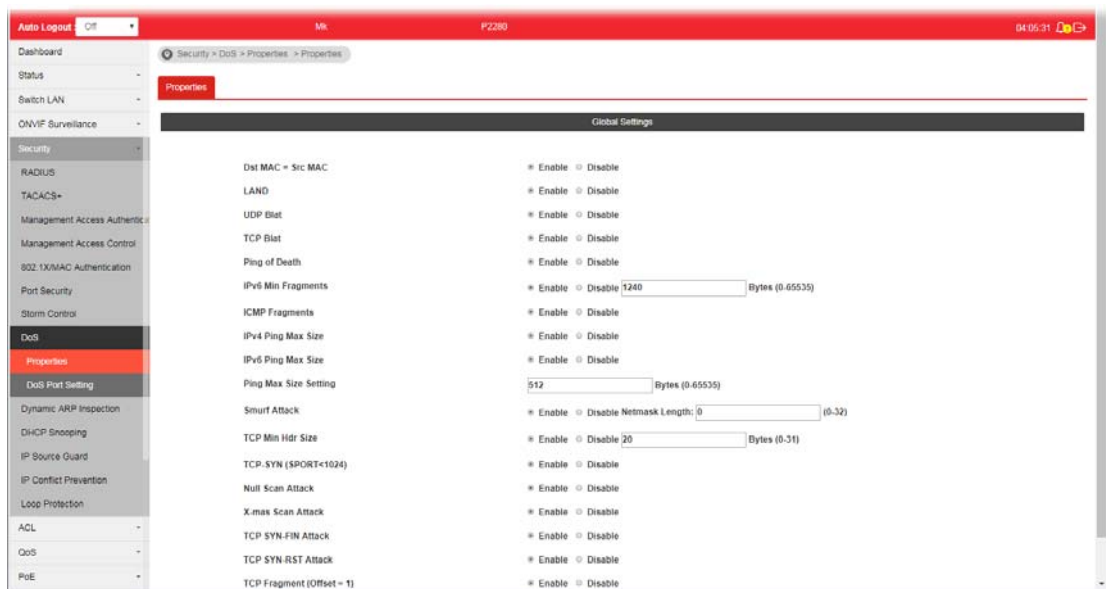 Auto Logout : Off Mk P2280 04:05:31
Dashboard
Status
Switch LAN
ONVIF Surveillance
Security
RADIUS
TACACS+
Management Access Authentica
Management Access Control
802.1X/MAC Authentication
Port Security
Storm Control
DoS
Properties
DoS Port Setting
Dynamic ARP Inspection
DHCP Snooping
IP Source Guard
IP Conflict Prevention
Loop Protection
ACL
QoS
PoE
Security > DoS > Properties > Properties
Properties
Global Settings
Dst MAC = Src MAC Enable Disable
LAND Enable Disable
UDP Blat Enable Disable
TCP Blat Enable Disable
Ping of Death Enable Disable
IPv6 Min Fragments Enable Disable 1240 Bytes (0-65535)
ICMP Fragments Enable Disable
IPv4 Ping Max Size Enable Disable
IPv6 Ping Max Size Enable Disable
Ping Max Size Setting 512 Bytes (0-65535)
Smurf Attack Enable Disable Netmask Length: 0 (0-32)
TCP Min Hdr Size Enable Disable 20 Bytes (0-31)
TCP-SYN (SPORT<1024) Enable Disable
Null Scan Attack Enable Disable
X-mas Scan Attack Enable Disable
TCP SYN-FIN Attack Enable Disable
TCP SYN-RST Attack Enable Disable
TCP Fragment (Offset = 1) Enable Disable